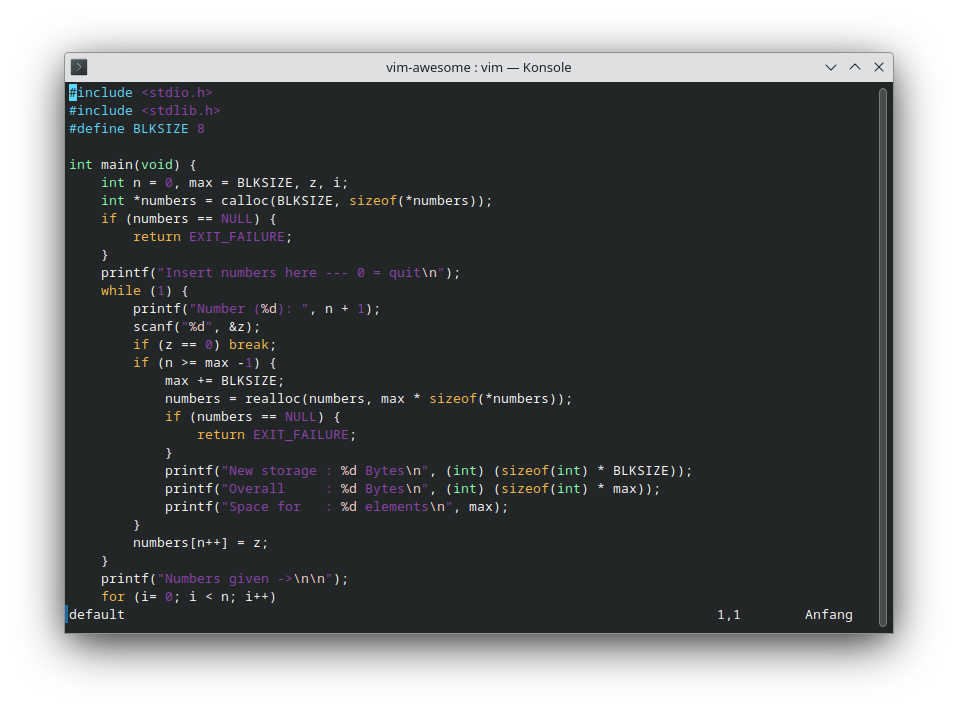 vim-awesome : vim — Konsole
#include <stdio.h>
#include <stdlib.h>
#define BLKSIZE 8

int main(void) {
    int n = 0, max = BLKSIZE, z, i;
    int *numbers = calloc(BLKSIZE, sizeof(*numbers));
    if (numbers == NULL) {
        return EXIT_FAILURE;
    }
    printf("Insert numbers here --- 0 = quit\n");
    while (1) {
        printf("Number (%d): ", n + 1);
        scanf("%d", &z);
        if (z == 0) break;
        if (n >= max -1) {
            max += BLKSIZE;
            numbers = realloc(numbers, max * sizeof(*numbers));
            if (numbers == NULL) {
                return EXIT_FAILURE;
            }
            printf("New storage : %d Bytes\n", (int) (sizeof(int) * BLKSIZE));
            printf("Overall     : %d Bytes\n", (int) (sizeof(int) * max));
            printf("Space for   : %d elements\n", max);
        }
        numbers[n++] = z;
    }
    printf("Numbers given ->\n\n");
    for (i= 0; i < n; i++)
default 1,1 Anfang